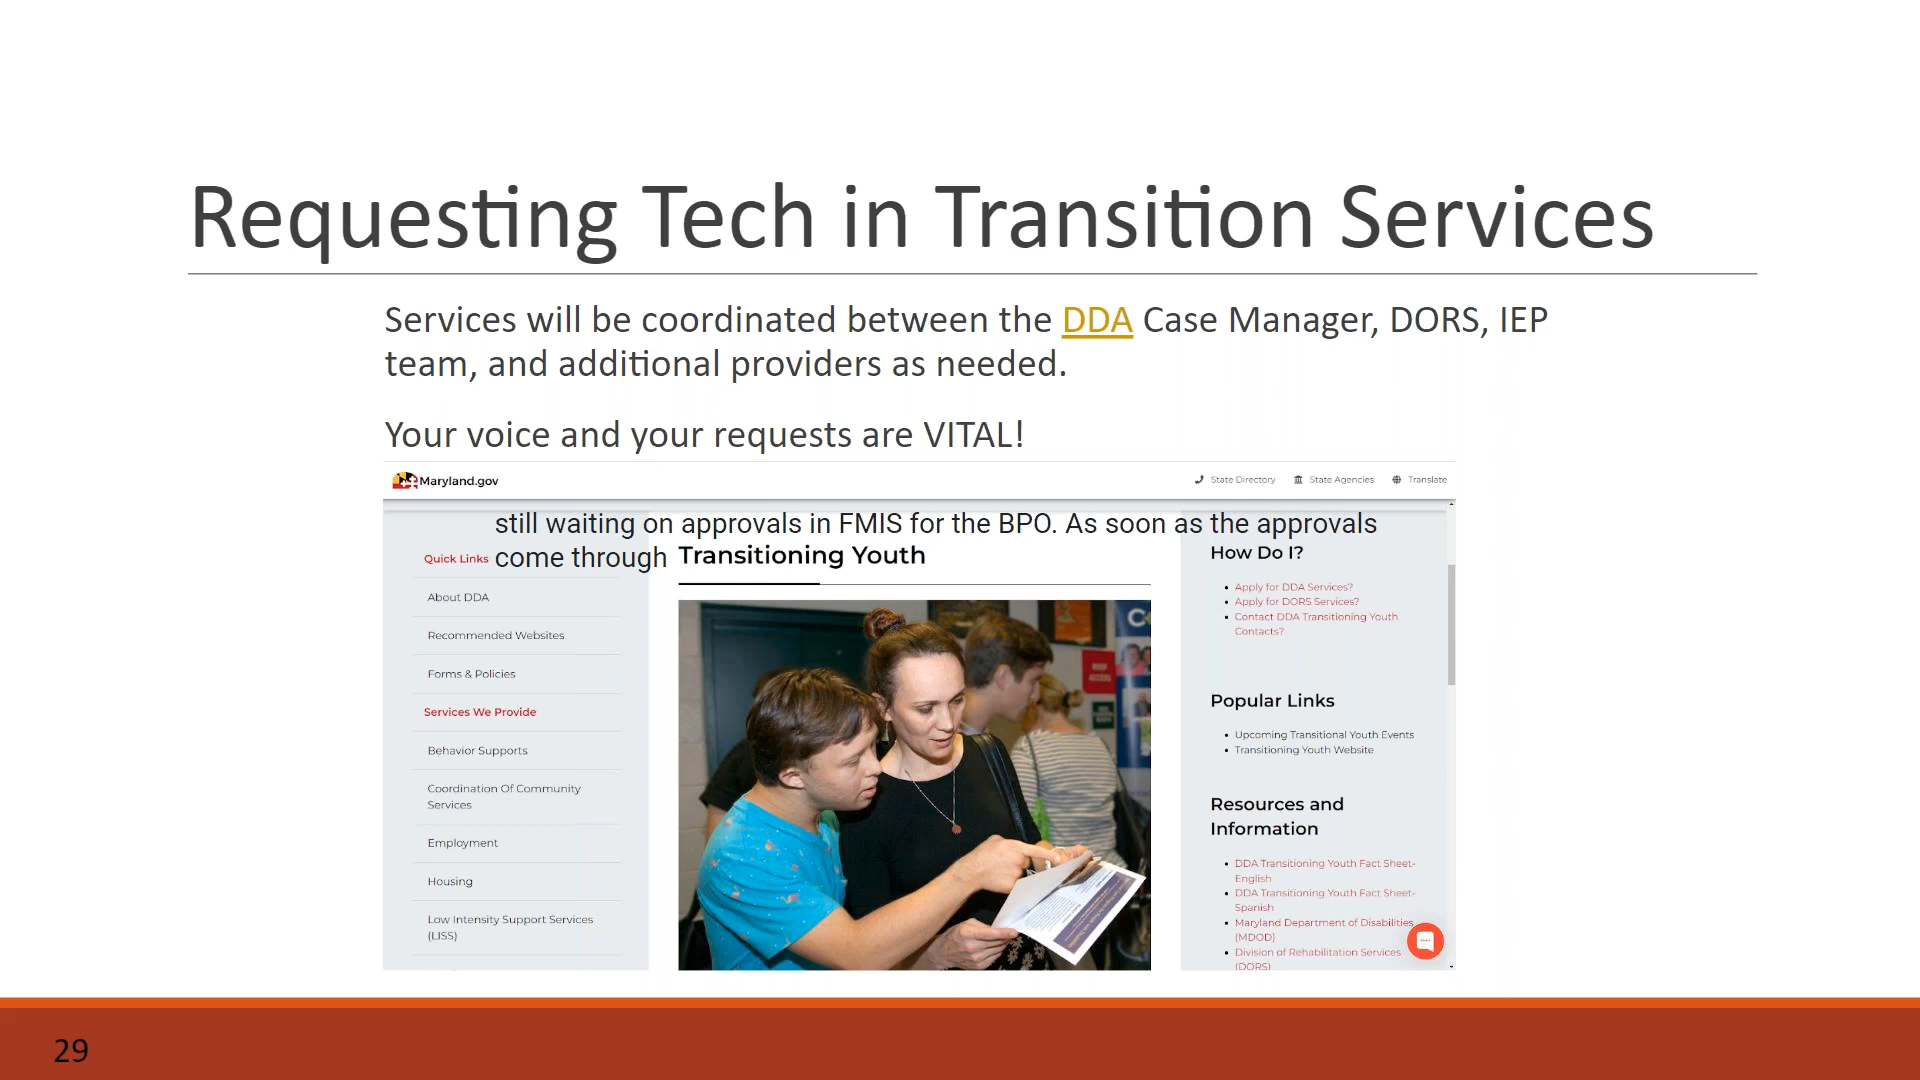 Requesting Tech in Transition Services
Services will be coordinated between the DDA Case Manager, DORS, IEP
team, and additional providers as needed.
Your voice and your requests are VITAL!
Maryland.gov
State Directory
State Agencies
Translate
still waiting on approvals in FMIS for the BPO. As soon as the approvals
come through
Quick Links
About DDA
Recommended Websites
Forms & Policies
Services We Provide
Behavior Supports
Coordination Of Community
Services
Employment
Housing
Low Intensity Support Services
(LISS)
Transitioning Youth
How Do I?
Apply for DDA Services?
Apply for DORS Services?
Contact DDA Transitioning Youth
Contacts?
Popular Links
Upcoming Transitional Youth Events
Transitioning Youth Website
Resources and
Information
DDA Transitioning Youth Fact Sheet-
English
DDA Transitioning Youth Fact Sheet-
Spanish
Maryland Department of Disabilities
(MDOD)
Division of Rehabilitation Services
(DORS)
29